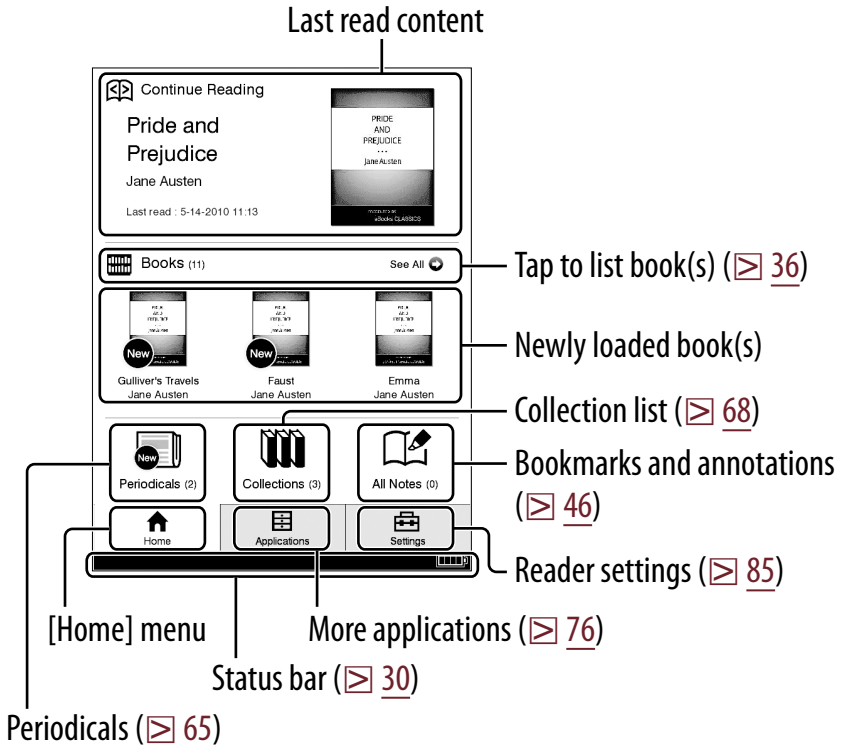 Last read content
Continue Reading
Pride and
Prejudice
Jane Austen
Last read : 5-14-2010 11:13
PRIDE
AND
PREJUDICE
...
Jane Austen
eBooks CLASSICS
Books (11)
See All
Tap to list book(s) (> 36)
New
New
Gulliver's Travels
Jane Austen
Faust
Jane Austen
Emma
Jane Austen
Newly loaded book(s)
Collection list (> 68)
New
Periodicals (2)
Collections (3)
All Notes (0)
Bookmarks and annotations
(> 46)
Home
Applications
Settings
Reader settings (> 85)
[Home] menu
More applications (> 76)
Status bar (> 30)
Periodicals (> 65)